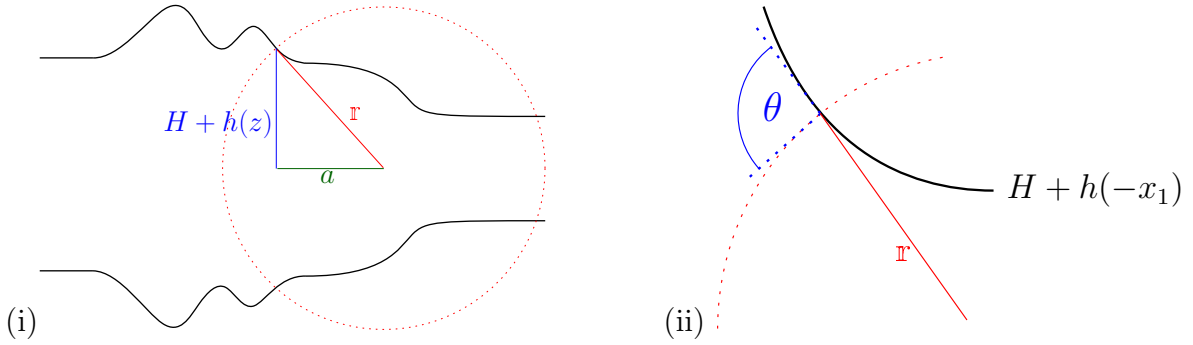 H + h(z)
𝕣
a
(i)
θ
H + h(−x₁)
𝕣
(ii)